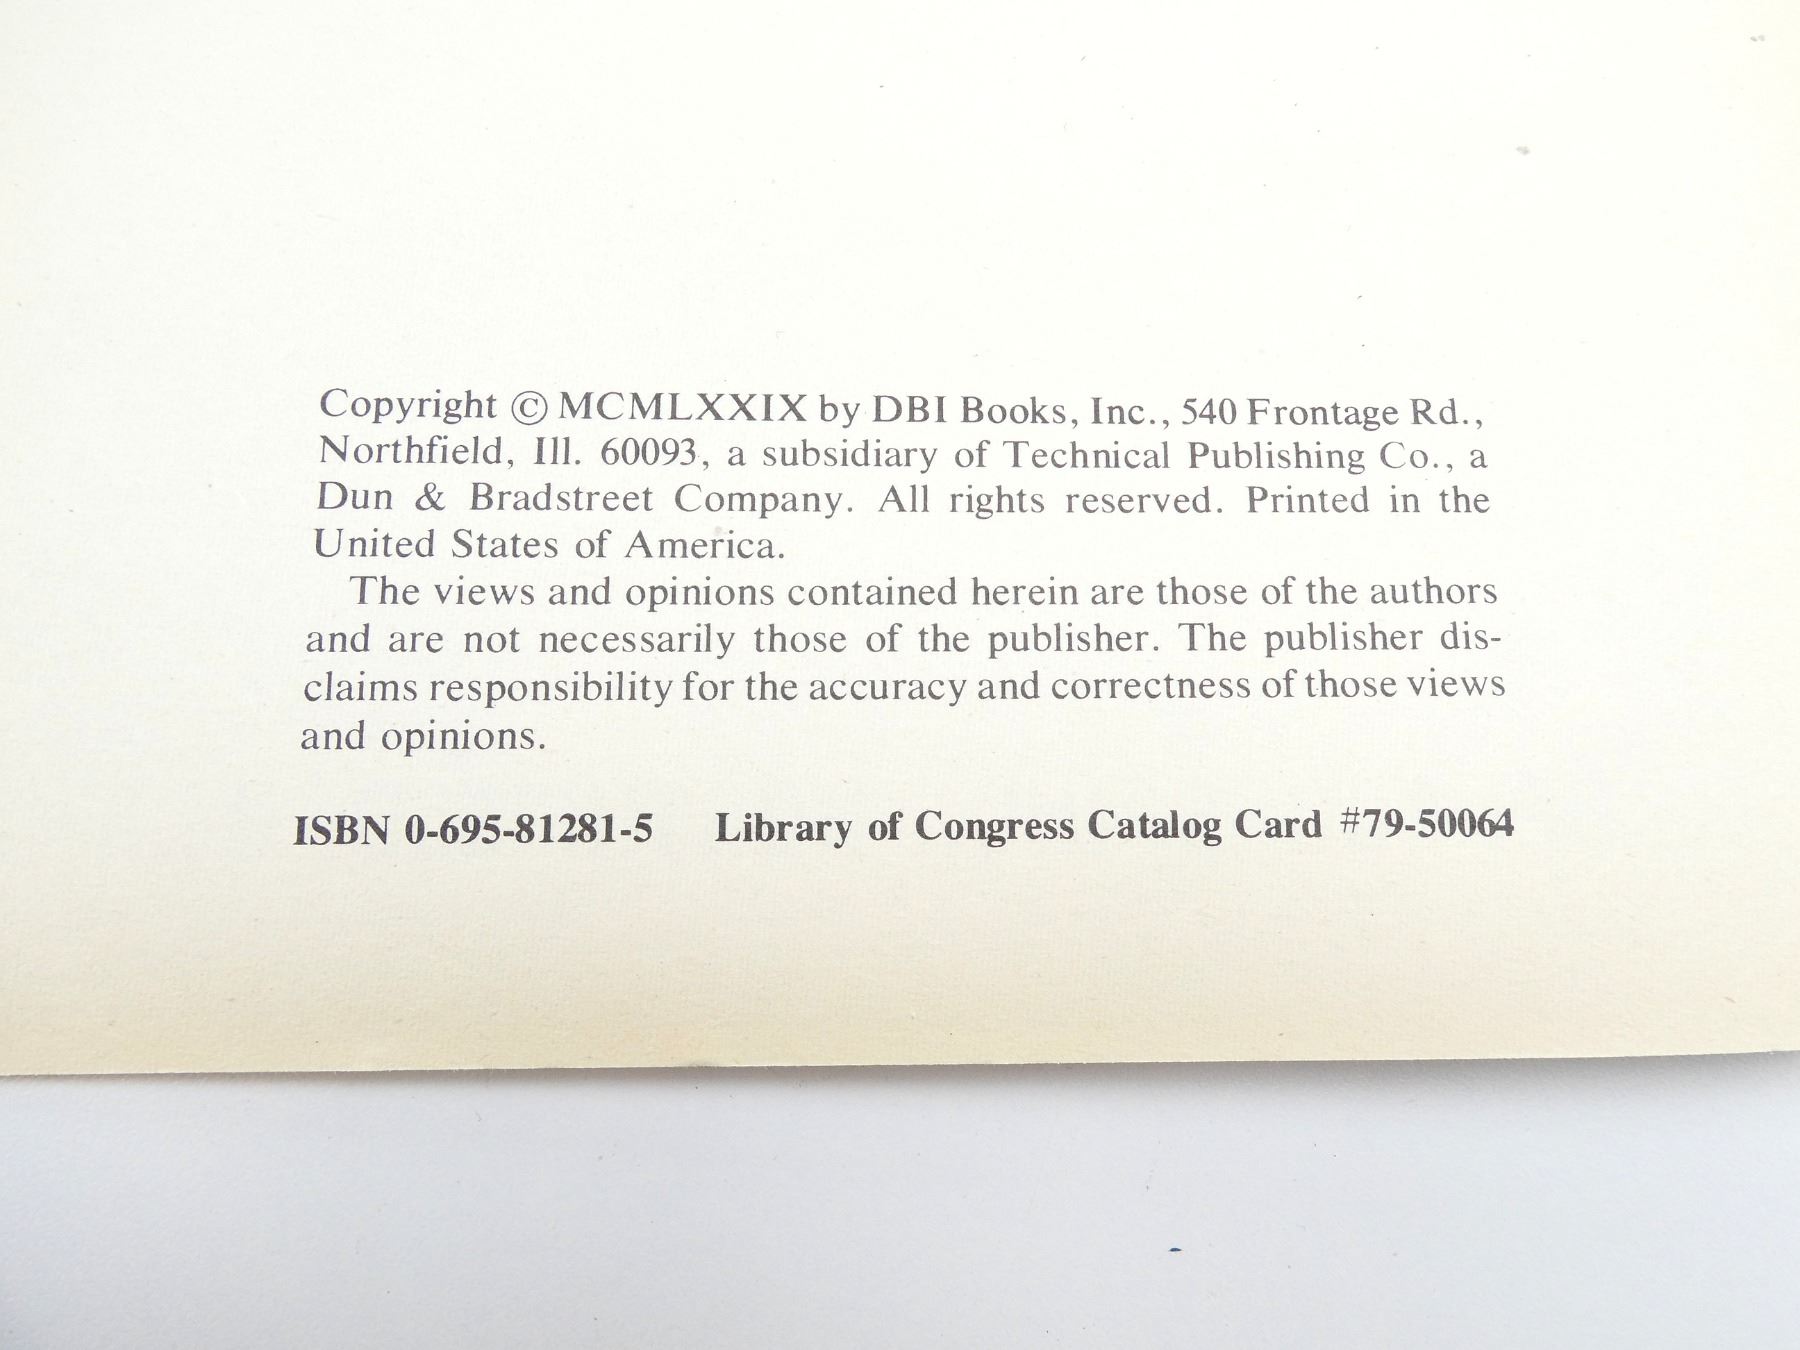 Copyright © MCMLXXIX by DBI Books, Inc., 540 Frontage Rd.,
Northfield, Ill. 60093, a subsidiary of Technical Publishing Co., a
Dun & Bradstreet Company. All rights reserved. Printed in the
United States of America.
The views and opinions contained herein are those of the authors
and are not necessarily those of the publisher. The publisher dis-
claims responsibility for the accuracy and correctness of those views
and opinions.
ISBN 0-695-81281-5 Library of Congress Catalog Card #79-50064